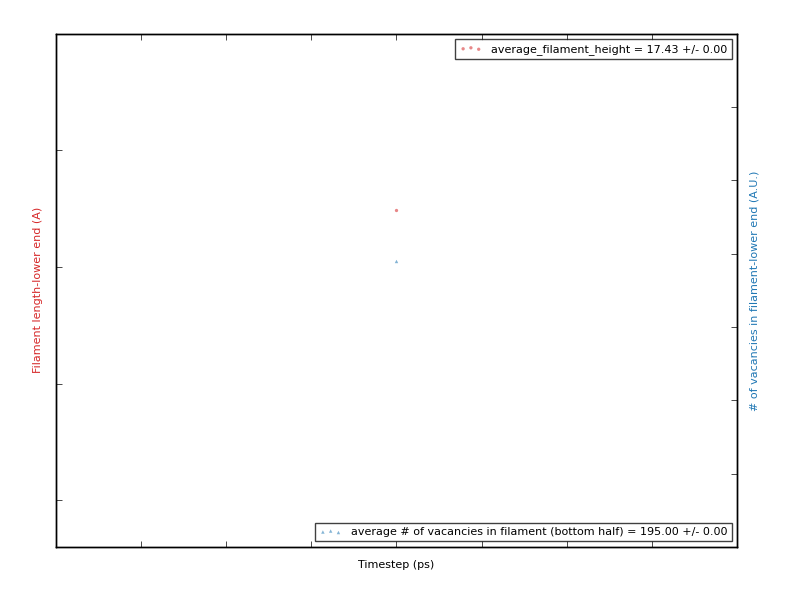 average_filament_height = 17.43 +/- 0.00
Filament length-lower end (A)
# of vacancies in filament-lower end (A.U.)
average # of vacancies in filament (bottom half) = 195.00 +/- 0.00
Timestep (ps)